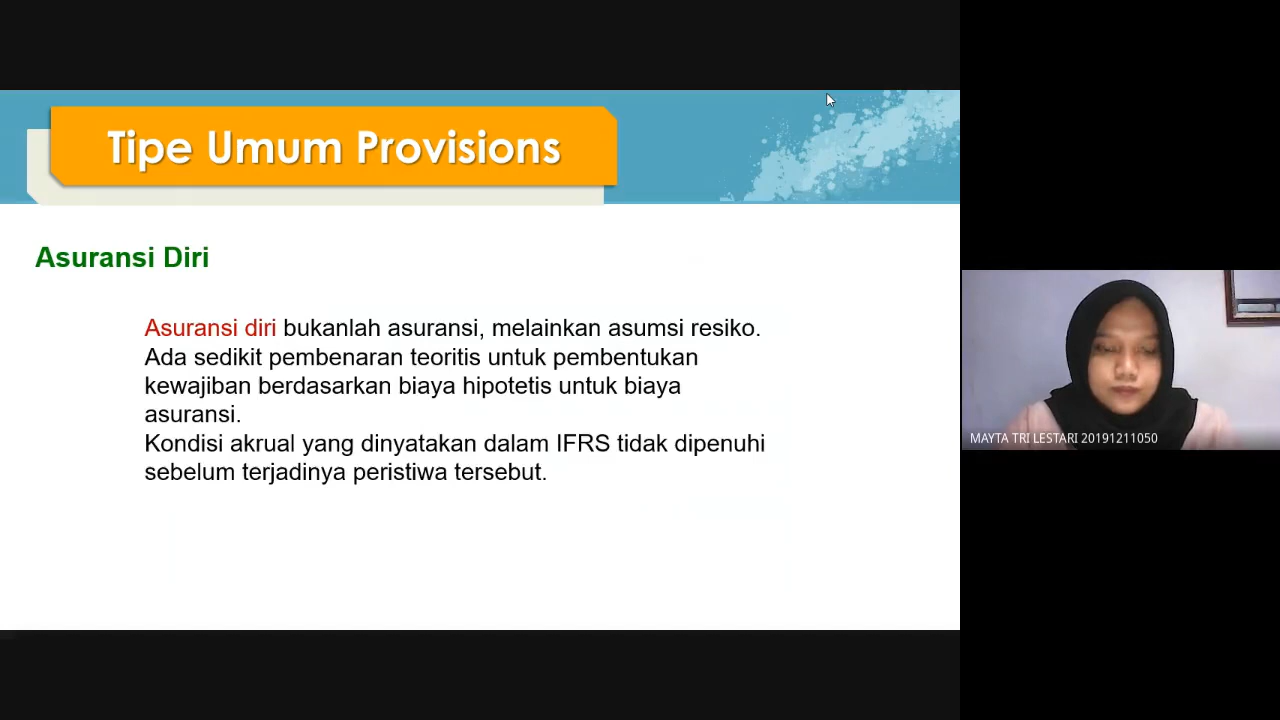 Tipe Umum Provisions
Asuransi Diri
Asuransi diri bukanlah asuransi, melainkan asumsi resiko.
Ada sedikit pembenaran teoritis untuk pembentukan
kewajiban berdasarkan biaya hipotetis untuk biaya
asuransi.
Kondisi akrual yang dinyatakan dalam IFRS tidak dipenuhi
sebelum terjadinya peristiwa tersebut.
MAYTA TRI LESTARI 20191211050